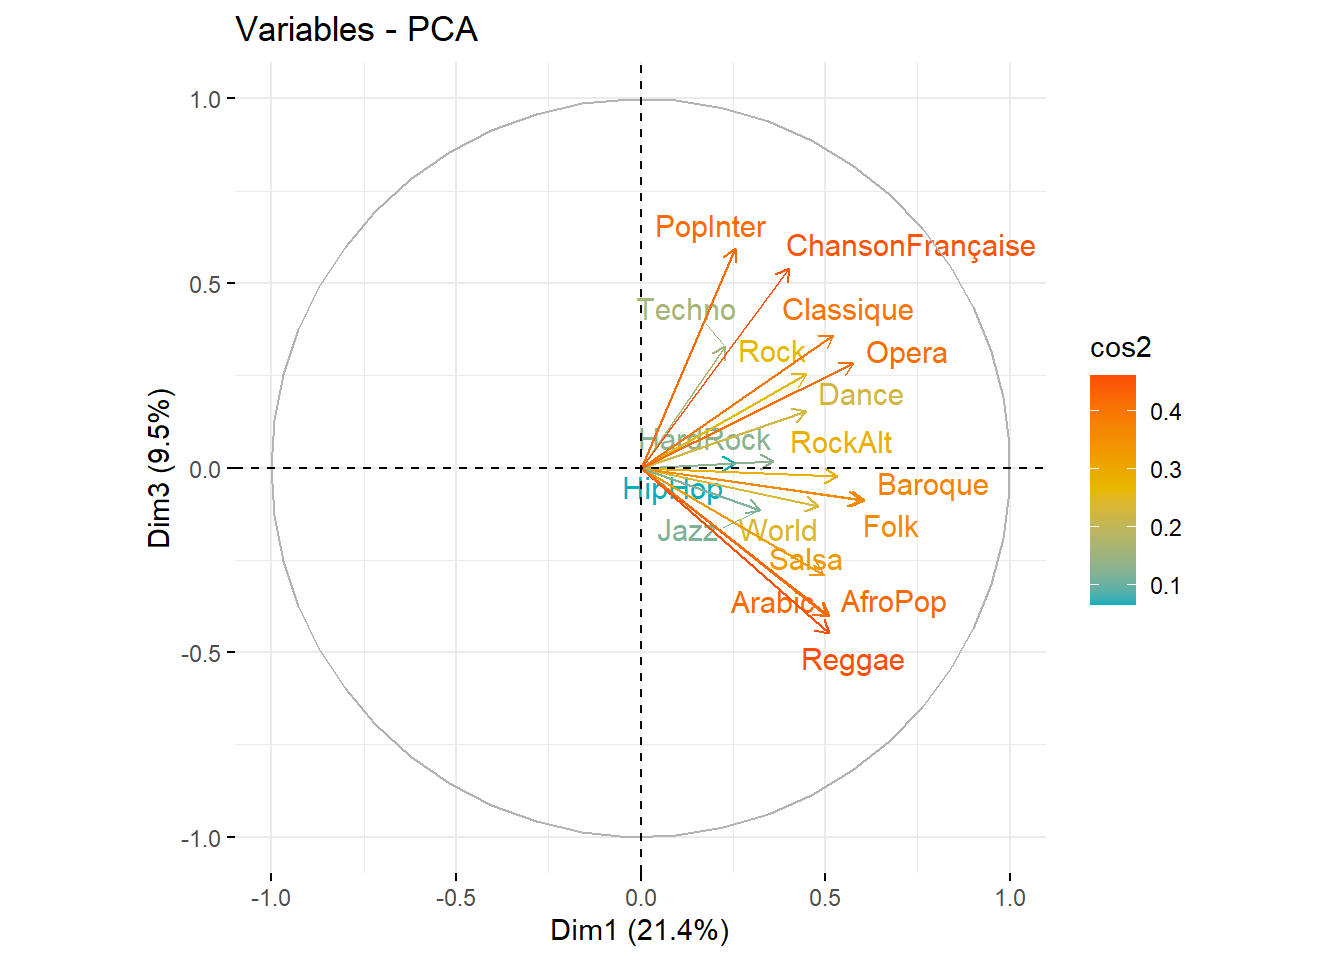 Variables - PCA
1.0
PopInter
ChansonFrançaise
0.5
Techno
Classique
Rock
Opera
Dance
HardRock
RockAlt
0.0
HipHop
Baroque
Jazz
World
Folk
Salsa
Arabic
AfroPop
-0.5
Reggae
-1.0
-1.0
-0.5
0.0
0.5
1.0
Dim1 (21.4%)
Dim3 (9.5%)
cos2
0.4
0.3
0.2
0.1